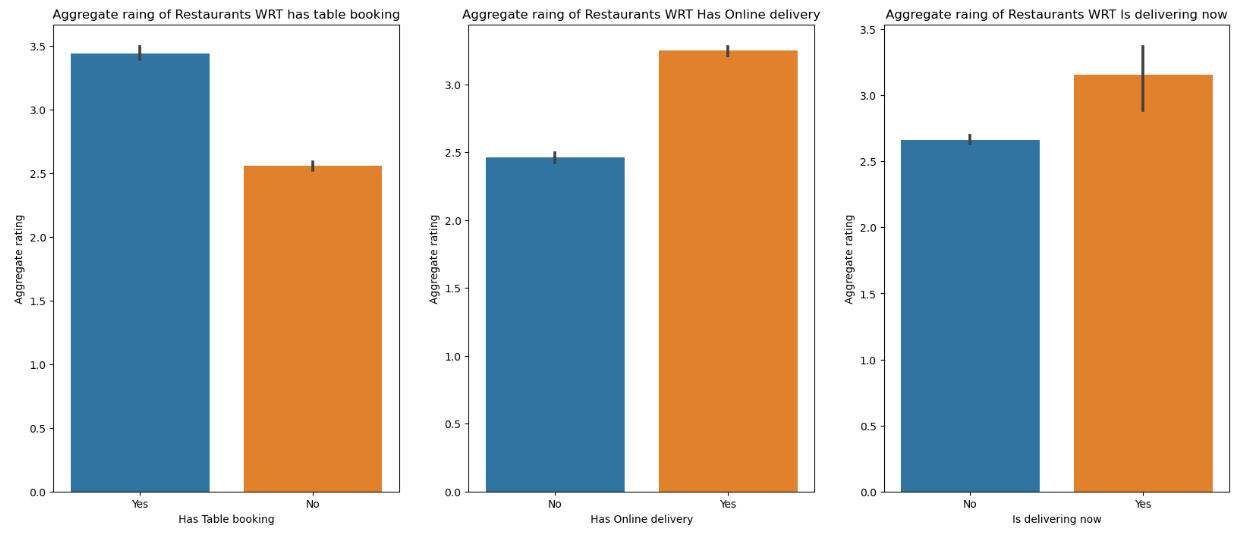 Aggregate raing of Restaurants WRT has table booking
3.5
3.0
2.5
2.0
1.5
1.0
0.5
0.0
Aggregate rating
Yes
No
Has Table booking
Aggregate raing of Restaurants WRT Has Online delivery
3.0
2.5
2.0
1.5
1.0
0.5
0.0
Aggregate rating
No
Yes
Has Online delivery
Aggregate raing of Restaurants WRT Is delivering now
3.5
3.0
2.5
2.0
1.5
1.0
0.5
0.0
Aggregate rating
No
Yes
Is delivering now